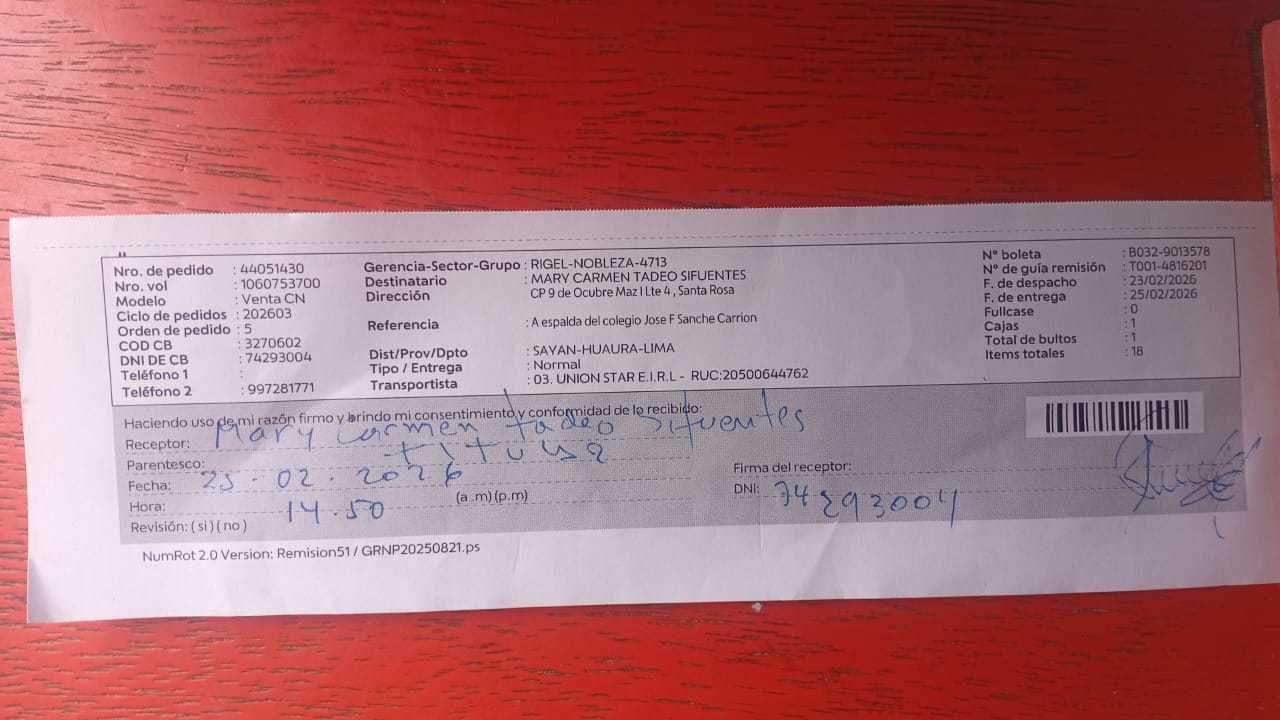 Nro. de pedido : 44051430
Nro. vol : 1060753700
Modelo : Venta CN
Ciclo de pedidos : 202603
Orden de pedido : 5
COD CB : 3270602
DNI DE CB : 74293004
Teléfono 1 :
Teléfono 2 : 997281771
Gerencia-Sector-Grupo : RIGEL-NOBLEZA-4713
Destinatario : MARY CARMEN TADEO SIFUENTES
Dirección CP 9 de Ocubre Maz I Lte 4 , Santa Rosa
Referencia : A espalda del colegio Jose F Sanche Carrion
Dist/Prov/Dpto : SAYAN-HUAURA-LIMA
Tipo / Entrega : Normal
Transportista : 03. UNION STAR E.I.R.L - RUC:20500644762
N° boleta : B032-9013578
N° de guía remisión : T001-4816201
F. de despacho : 23/02/2026
F. de entrega : 25/02/2026
Fullcase : 0
Cajas : 1
Total de bultos : 1
Items totales : 18
Haciendo uso de mi razón firmo y brindo mi consentimiento y conformidad de lo recibido:
Receptor: Mary Carmen Tadeo Sifuentes
Parentesco:
Fecha: 25.02.2026
Hora: 14.50 (a .m) (p.m)
Revisión: ( si ) ( no )
Firma del receptor:
DNI: 74293004
NumRot 2.0 Version: Remision51 / GRNP20250821.ps